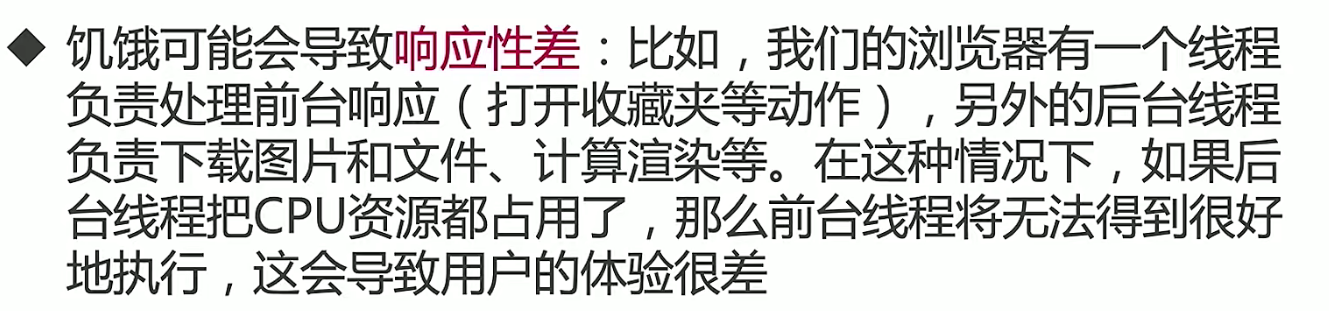 ◆ 饥饿可能会导致响应性差：比如，我们的浏览器有一个线程
负责处理前台响应（打开收藏夹等动作），另外的后台线程
负责下载图片和文件、计算渲染等。在这种情况下，如果后
台线程把CPU资源都占用了，那么前台线程将无法得到很好
地执行，这会导致用户的体验很差